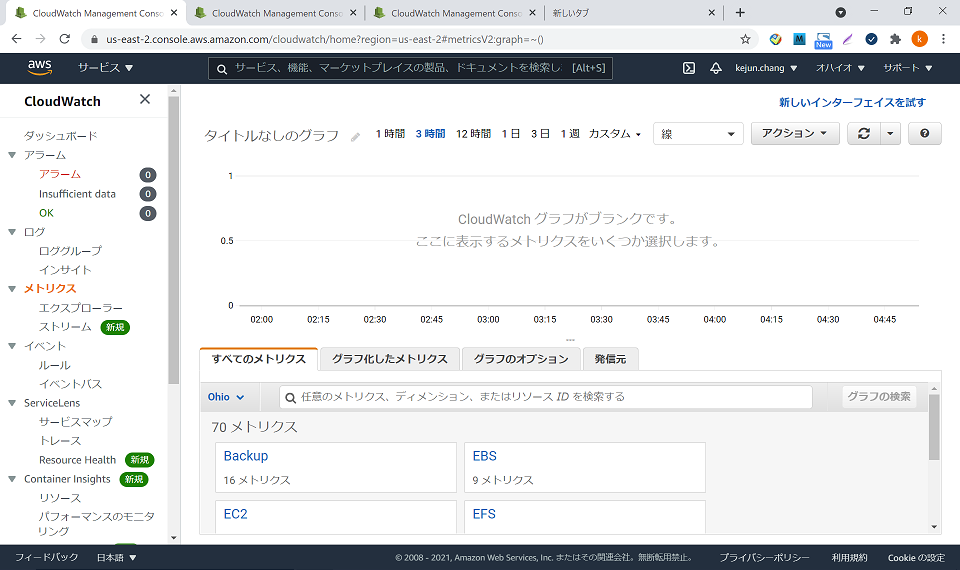 CloudWatch Management Conso
CloudWatch Management Conso
CloudWatch Management Conso
新しいタブ
us-east-2.console.aws.amazon.com/cloudwatch/home?region=us-east-2#metricsV2:graph=~()
M
New
k
aws
サービス
サービス、機能、マーケットプレイスの製品、ドキュメントを検索し
[Alt+S]
kejun.chang
オハイオ
サポート
CloudWatch
ダッシュボード
アラーム
アラーム 0
Insufficient data 0
OK 0
ログ
ロググループ
インサイト
メトリクス
エクスプローラー
ストリーム 新規
イベント
ルール
イベントバス
ServiceLens
サービスマップ
トレース
Resource Health 新規
Container Insights 新規
リソース
パフォーマンスのモニタ
リング
新しいインターフェイスを試す
タイトルなしのグラフ
1 時間 3 時間 12 時間 1 日 3 日 1 週 カスタム
線
アクション
1
0.5
0
CloudWatch グラフがブランクです。
ここに表示するメトリクスをいくつか選択します。
02:00 02:15 02:30 02:45 03:00 03:15 03:30 03:45 04:00 04:15 04:30 04:45
すべてのメトリクス
グラフ化したメトリクス
グラフのオプション
発信元
Ohio
任意のメトリクス、ディメンション、またはリソース ID を検索する
グラフの検索
70 メトリクス
Backup
16 メトリクス
EBS
9 メトリクス
EC2
EFS
フィードバック
日本語
© 2008 - 2021, Amazon Web Services, Inc. またはその関連会社。無断転用禁止。
プライバシーポリシー
利用規約
Cookie の設定